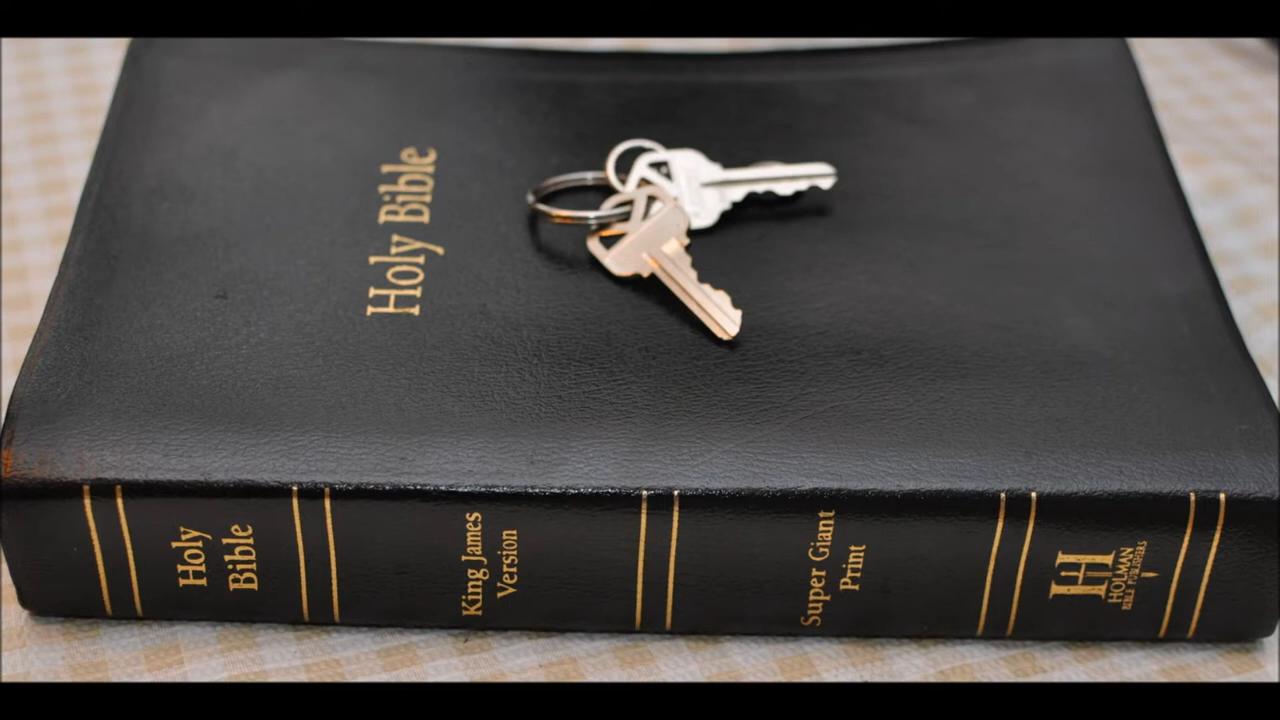 Holy Bible
Holy
Bible
King James
Version
Super Giant
Print
HOLMAN
BIBLE PUBLISHERS